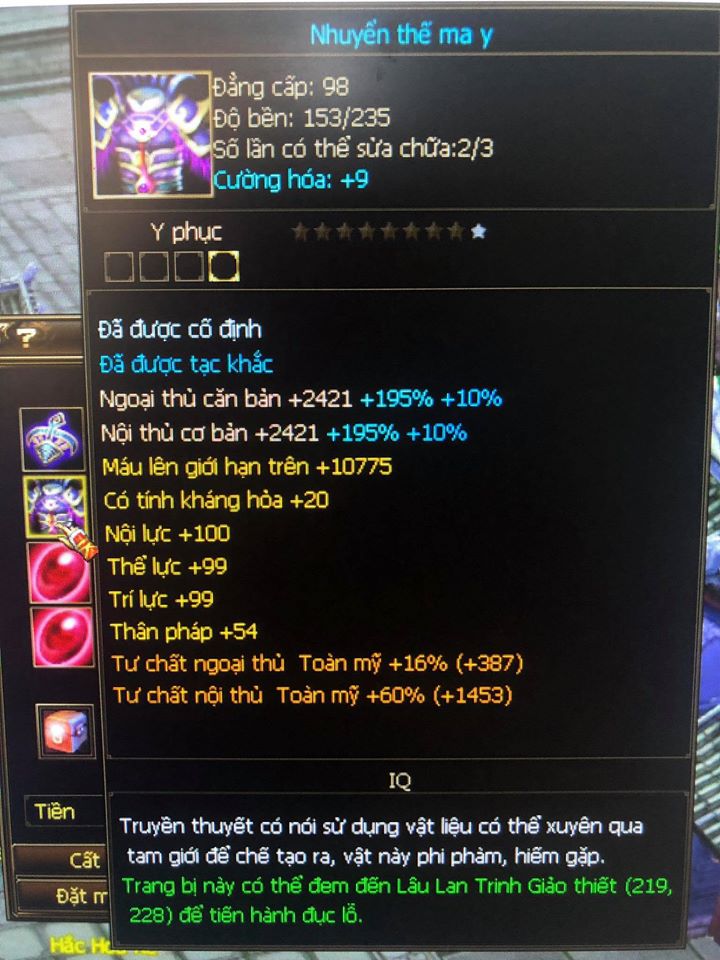 Nhuyển thế ma y
Đẳng cấp: 98
Độ bền: 153/235
Số lần có thể sửa chữa:2/3
Cường hóa: +9
Y phục
Đã được cố định
Đã được tạc khắc
Ngoại thủ căn bản +2421 +195% +10%
Nội thủ cơ bản +2421 +195% +10%
Máu lên giới hạn trên +10775
Có tính kháng hỏa +20
Nội lực +100
Thể lực +99
Trí lực +99
Thân pháp +54
Tư chất ngoại thủ Toàn mỹ +16% (+387)
Tư chất nội thủ Toàn mỹ +60% (+1453)
IQ
Truyền thuyết có nói sử dụng vật liệu có thể xuyên qua
tam giới để chế tạo ra, vật này phi phàm, hiếm gặp.
Trang bị này có thể đem đến Lâu Lan Trinh Giảo thiết (219,
228) để tiến hành đục lỗ.
?
Tiền
Cất
Đặt m
Hắc